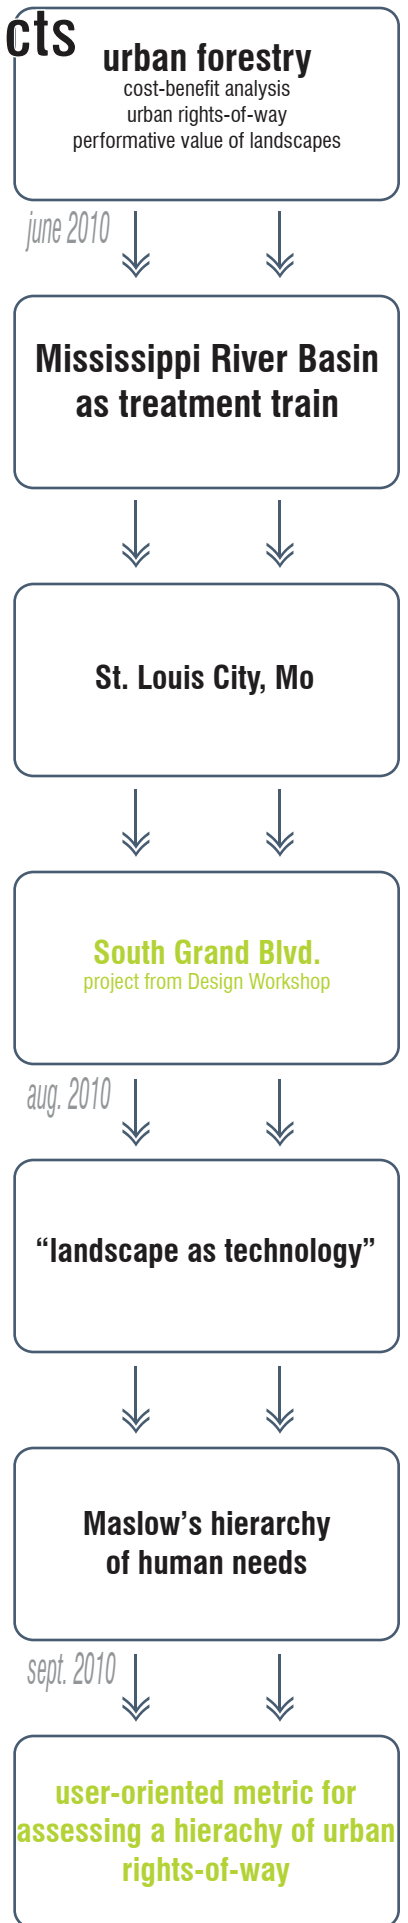 cts
urban forestry
cost-benefit analysis
urban rights-of-way
performative value of landscapes
june 2010
Mississippi River Basin
as treatment train
St. Louis City, Mo
South Grand Blvd.
project from Design Workshop
aug. 2010
“landscape as technology”
Maslow’s hierarchy
of human needs
sept. 2010
user-oriented metric for
assessing a hierachy of urban
rights-of-way